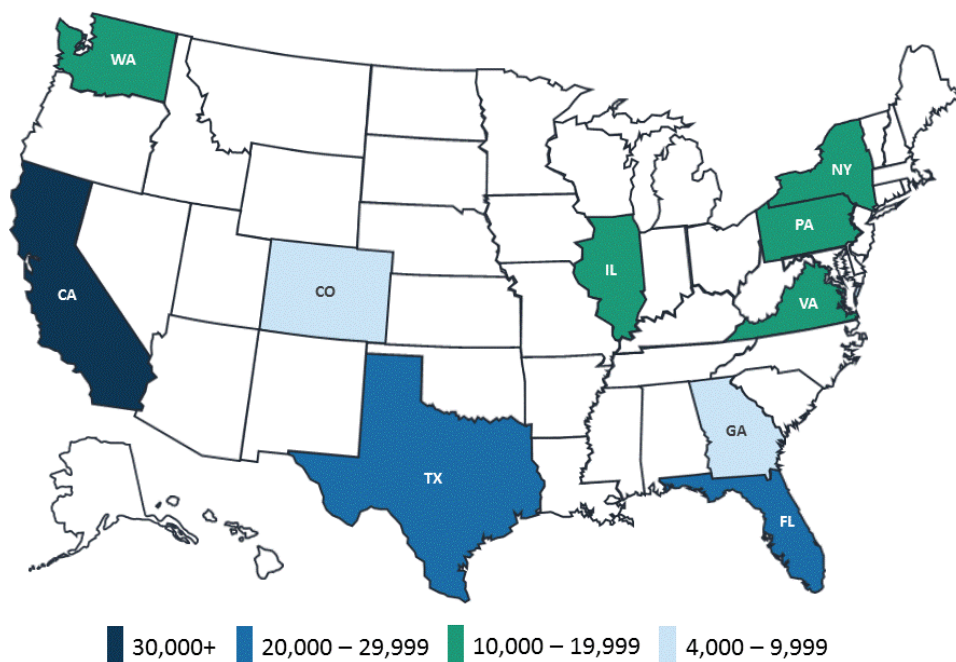 WA
NY
PA
IL
CA
CO
VA
GA
TX
FL
30,000+ 20,000 – 29,999 10,000 – 19,999 4,000 – 9,999